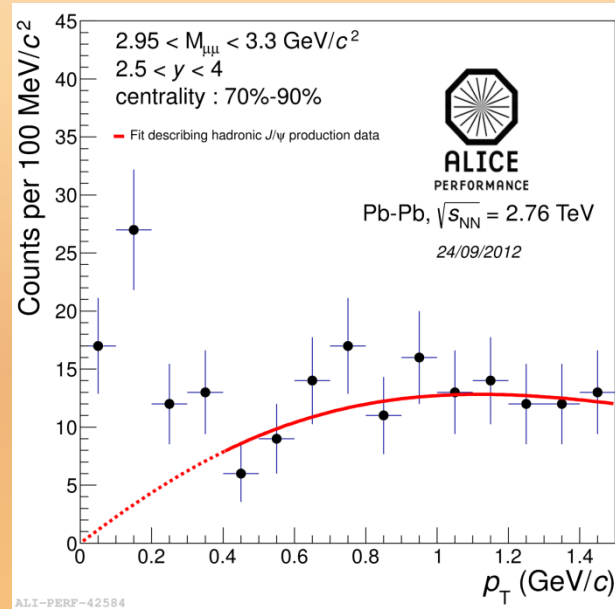 45
40
35
30
25
20
15
10
5
0
Counts per 100 MeV/c²
2.95 < Mμμ < 3.3 GeV/c²
2.5 < y < 4
centrality : 70%-90%
Fit describing hadronic J/ψ production data
ALICE
PERFORMANCE
Pb-Pb, √sNN = 2.76 TeV
24/09/2012
0 0.2 0.4 0.6 0.8 1 1.2 1.4
pT (GeV/c)
ALI-PERF-42584